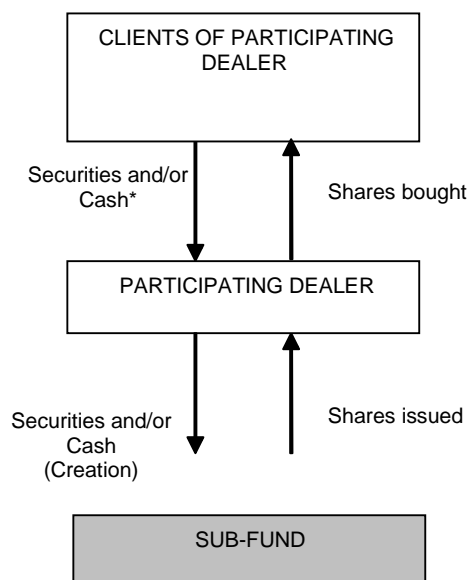 CLIENTS OF PARTICIPATING
DEALER
Securities and/or
Cash*
Shares bought
PARTICIPATING DEALER
Securities and/or
Cash
(Creation)
Shares issued
SUB-FUND